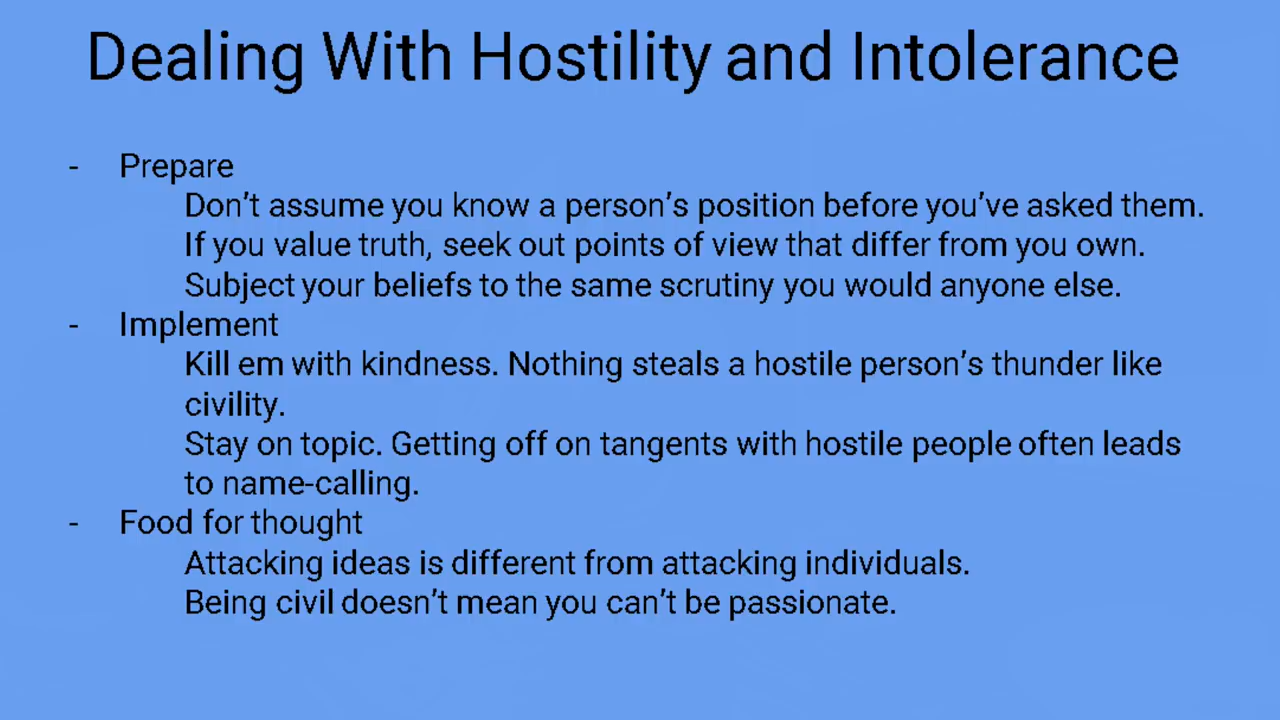 Dealing With Hostility and Intolerance
- Prepare
Don't assume you know a person's position before you've asked them.
If you value truth, seek out points of view that differ from you own.
Subject your beliefs to the same scrutiny you would anyone else.
- Implement
Kill em with kindness. Nothing steals a hostile person's thunder like
civility.
Stay on topic. Getting off on tangents with hostile people often leads
to name-calling.
- Food for thought
Attacking ideas is different from attacking individuals.
Being civil doesn't mean you can't be passionate.